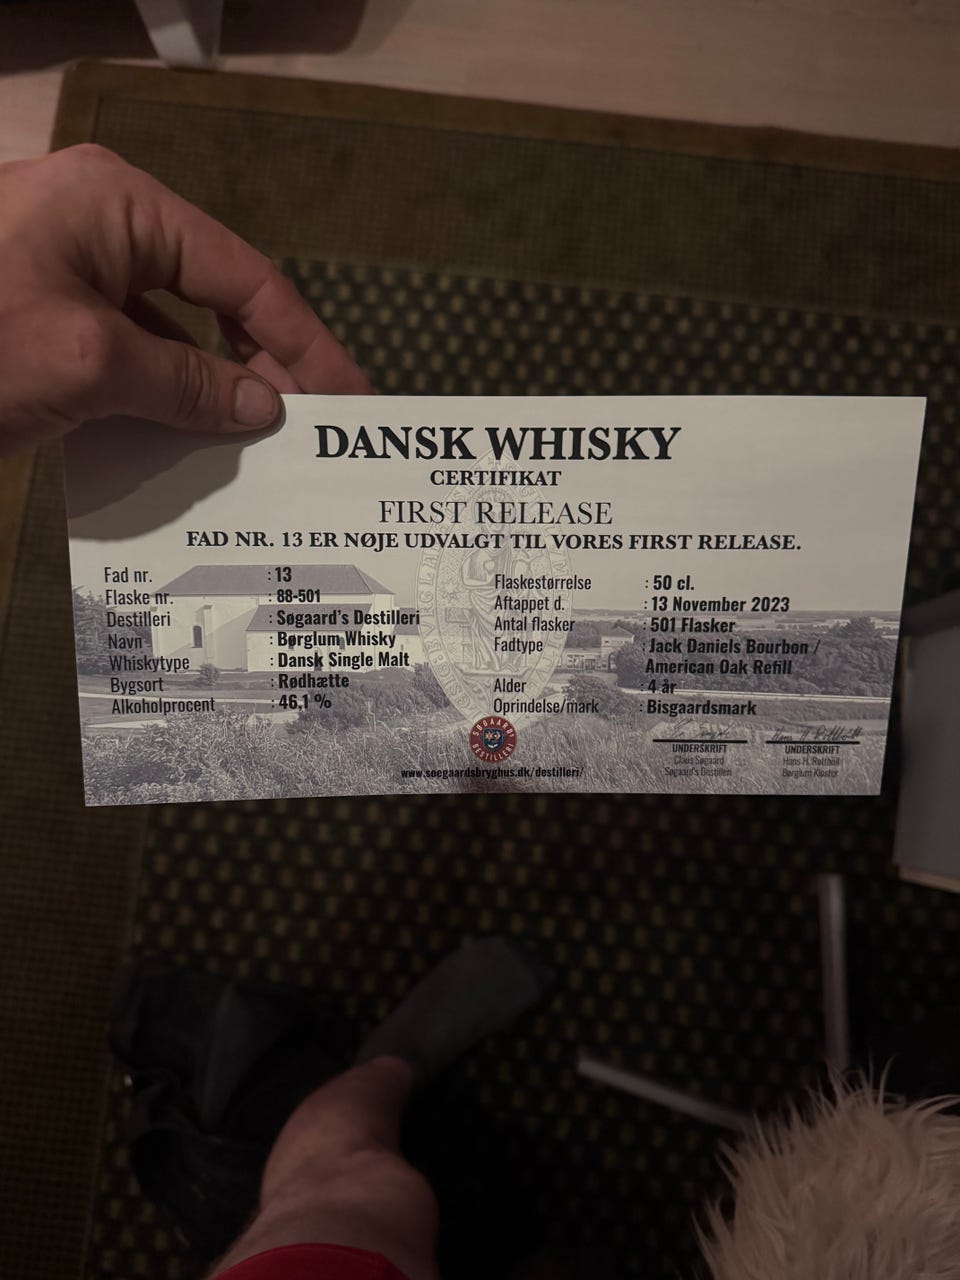 DANSK WHISKY
CERTIFIKAT
FIRST RELEASE
FAD NR. 13 ER NØJE UDVALGT TIL VORES FIRST RELEASE.
Fad nr. : 13
Flaske nr. : 88-501
Destilleri : Søgaard's Destilleri
Navn : Børglum Whisky
Whiskytype : Dansk Single Malt
Bygsort : Rødhætte
Alkoholprocent : 46,1 %
Flaskestørrelse : 50 cl.
Aftappet d. : 13 November 2023
Antal flasker : 501 Flasker
Fadtype : Jack Daniels Bourbon /
American Oak Refill
Alder : 4 år
Oprindelse/mark : Bisgaardsmark
SØGAARDS
DESTILLERI
www.soegaardsbryghus.dk/destilleri/
UNDERSKRIFT
Claus Søgaard
Søgaard's Destilleri
UNDERSKRIFT
Hans H. Rottbøll
Børglum Kloster